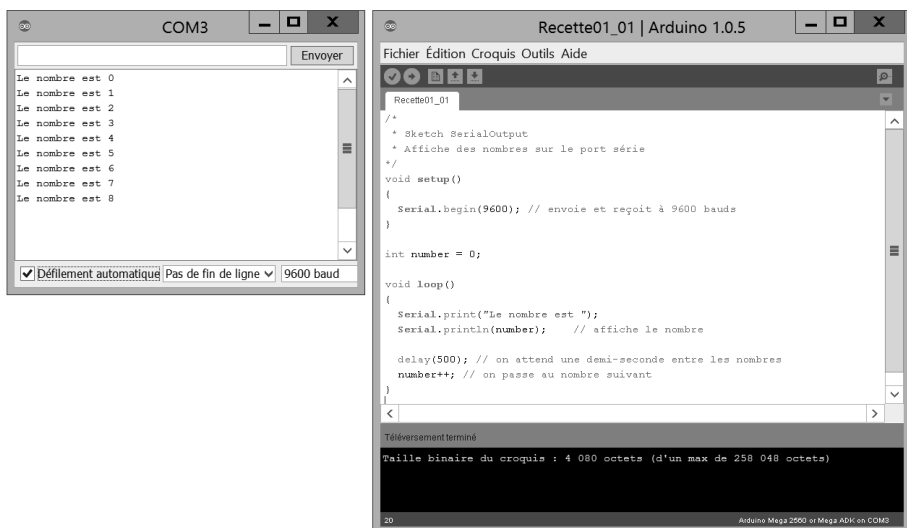 COM3
Envoyer
Le nombre est 0
Le nombre est 1
Le nombre est 2
Le nombre est 3
Le nombre est 4
Le nombre est 5
Le nombre est 6
Le nombre est 7
Le nombre est 8
Défilement automatique Pas de fin de ligne 9600 baud
Recette01_01 | Arduino 1.0.5
Fichier Édition Croquis Outils Aide
Recette01_01
/*
 * Sketch SerialOutput
 * Affiche des nombres sur le port série
*/
void setup()
{
  Serial.begin(9600); // envoie et reçoit à 9600 bauds
}
int number = 0;
void loop()
{
  Serial.print("Le nombre est ");
  Serial.println(number);    // affiche le nombre
  delay(500); // on attend une demi-seconde entre les nombres
  number++; // on passe au nombre suivant
}
Téléversement terminé
Taille binaire du croquis : 4 080 octets (d'un max de 258 048 octets)
20 Arduino Mega 2560 or Mega ADK on COM3